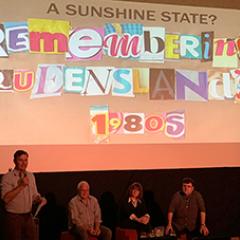 A SUNSHINE STATE?
REmemBeRinG
QUEENSLAND'S
1980s